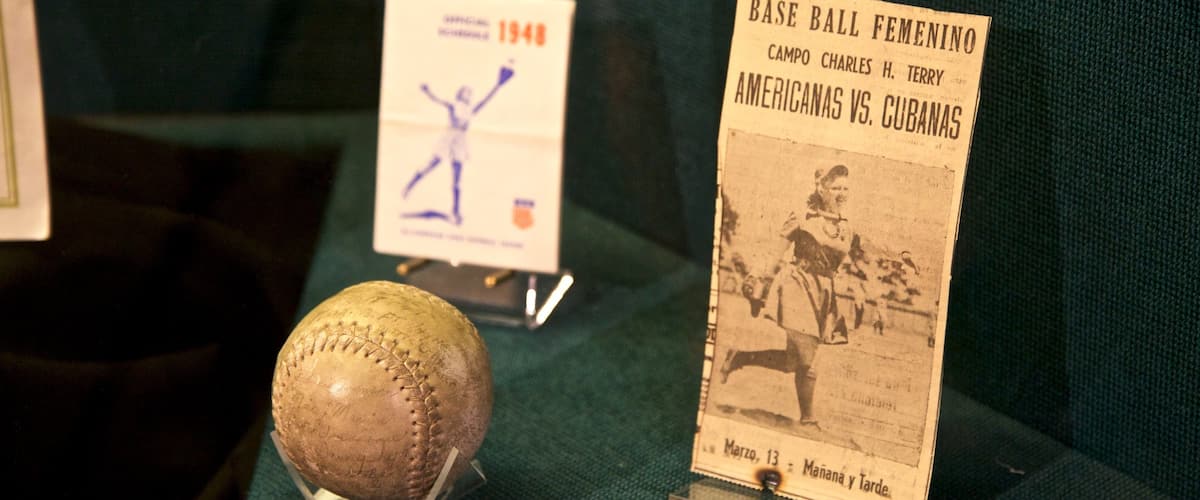 OFFICIAL
SCHEDULE 1948
BASE BALL FEMENINO
CAMPO CHARLES H. TERRY
AMERICANAS VS. CUBANAS
Marzo, 13 - Mañana y Tarde